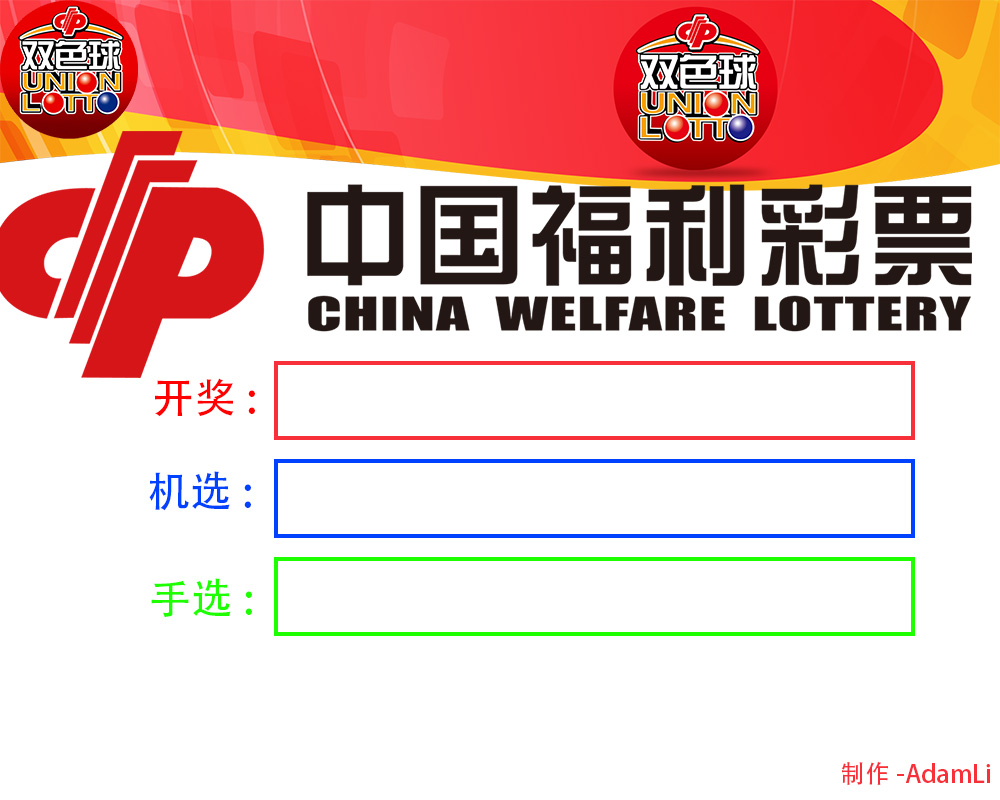 双色球
UNION
LOTTO
双色球
UNION
LOTTO
中国福利彩票
CHINA WELFARE LOTTERY
开奖：
机选：
手选：
制作 -AdamLi